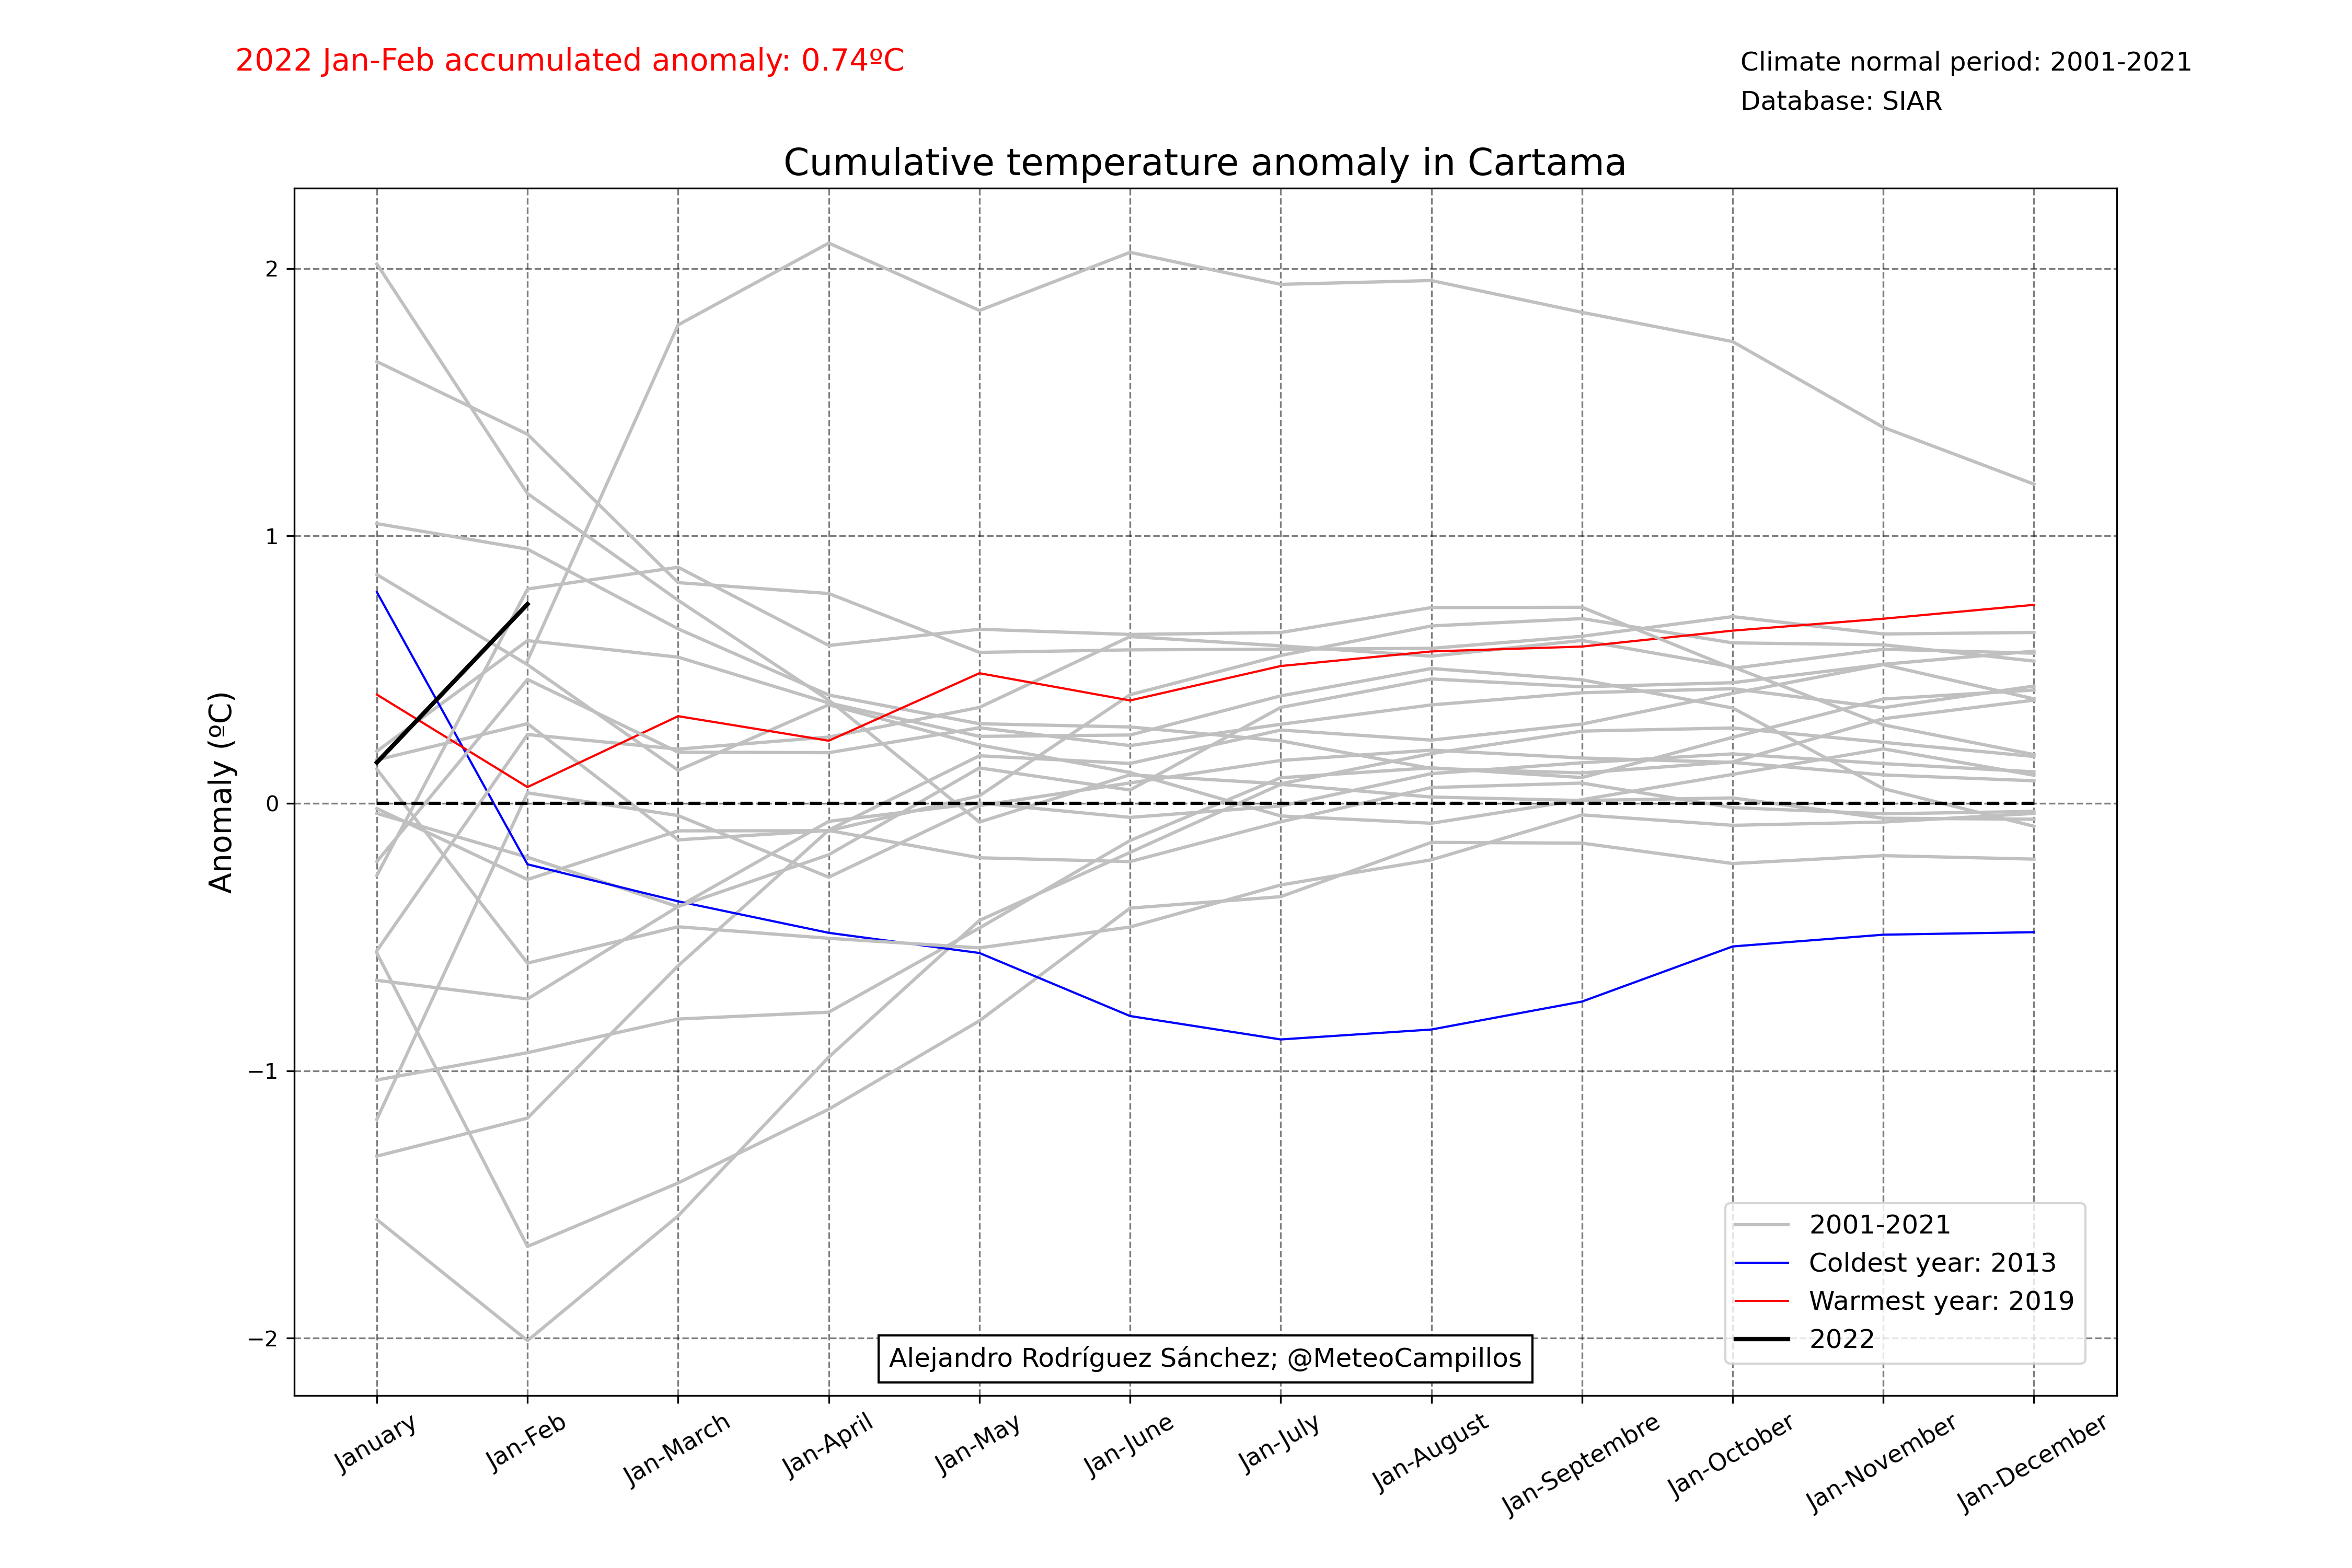 2022 Jan-Feb accumulated anomaly: 0.74ºC
Climate normal period: 2001-2021
Database: SIAR
Cumulative temperature anomaly in Cartama
Anomaly (ºC)
2
1
0
−1
−2
2001-2021
Coldest year: 2013
Warmest year: 2019
2022
Alejandro Rodríguez Sánchez; @MeteoCampillos
January
Jan-Feb
Jan-March
Jan-April
Jan-May
Jan-June
Jan-July
Jan-August
Jan-Septembre
Jan-October
Jan-November
Jan-December